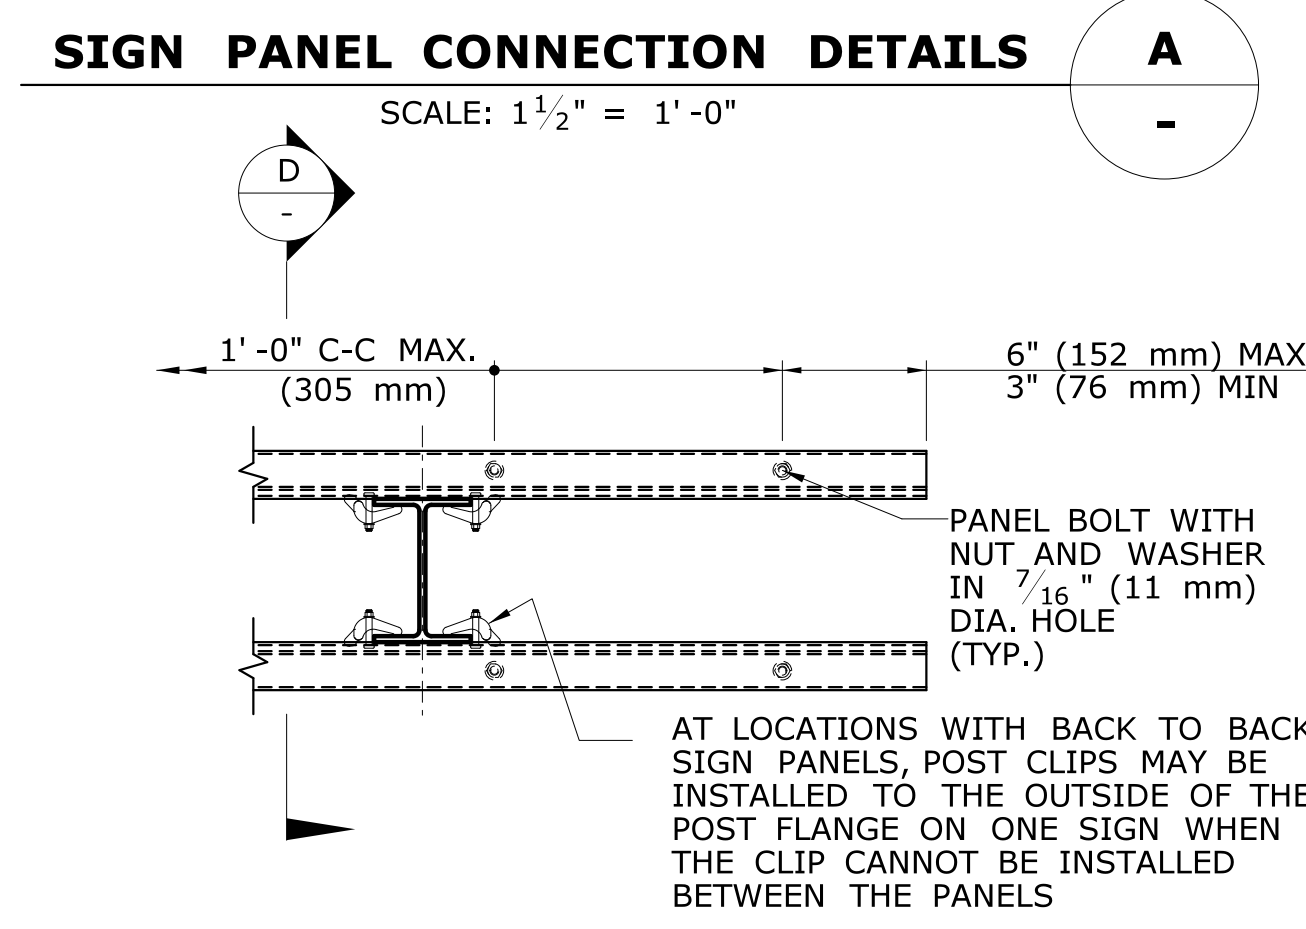 SIGN PANEL CONNECTION DETAILS
A
-
SCALE: 1 1/2" = 1'-0"
D
-
1'-0" C-C MAX.
(305 mm)
6" (152 mm) MAX
3" (76 mm) MIN
PANEL BOLT WITH
NUT AND WASHER
IN 7/16" (11 mm)
DIA. HOLE
(TYP.)
AT LOCATIONS WITH BACK TO BACK
SIGN PANELS, POST CLIPS MAY BE
INSTALLED TO THE OUTSIDE OF THE
POST FLANGE ON ONE SIGN WHEN
THE CLIP CANNOT BE INSTALLED
BETWEEN THE PANELS